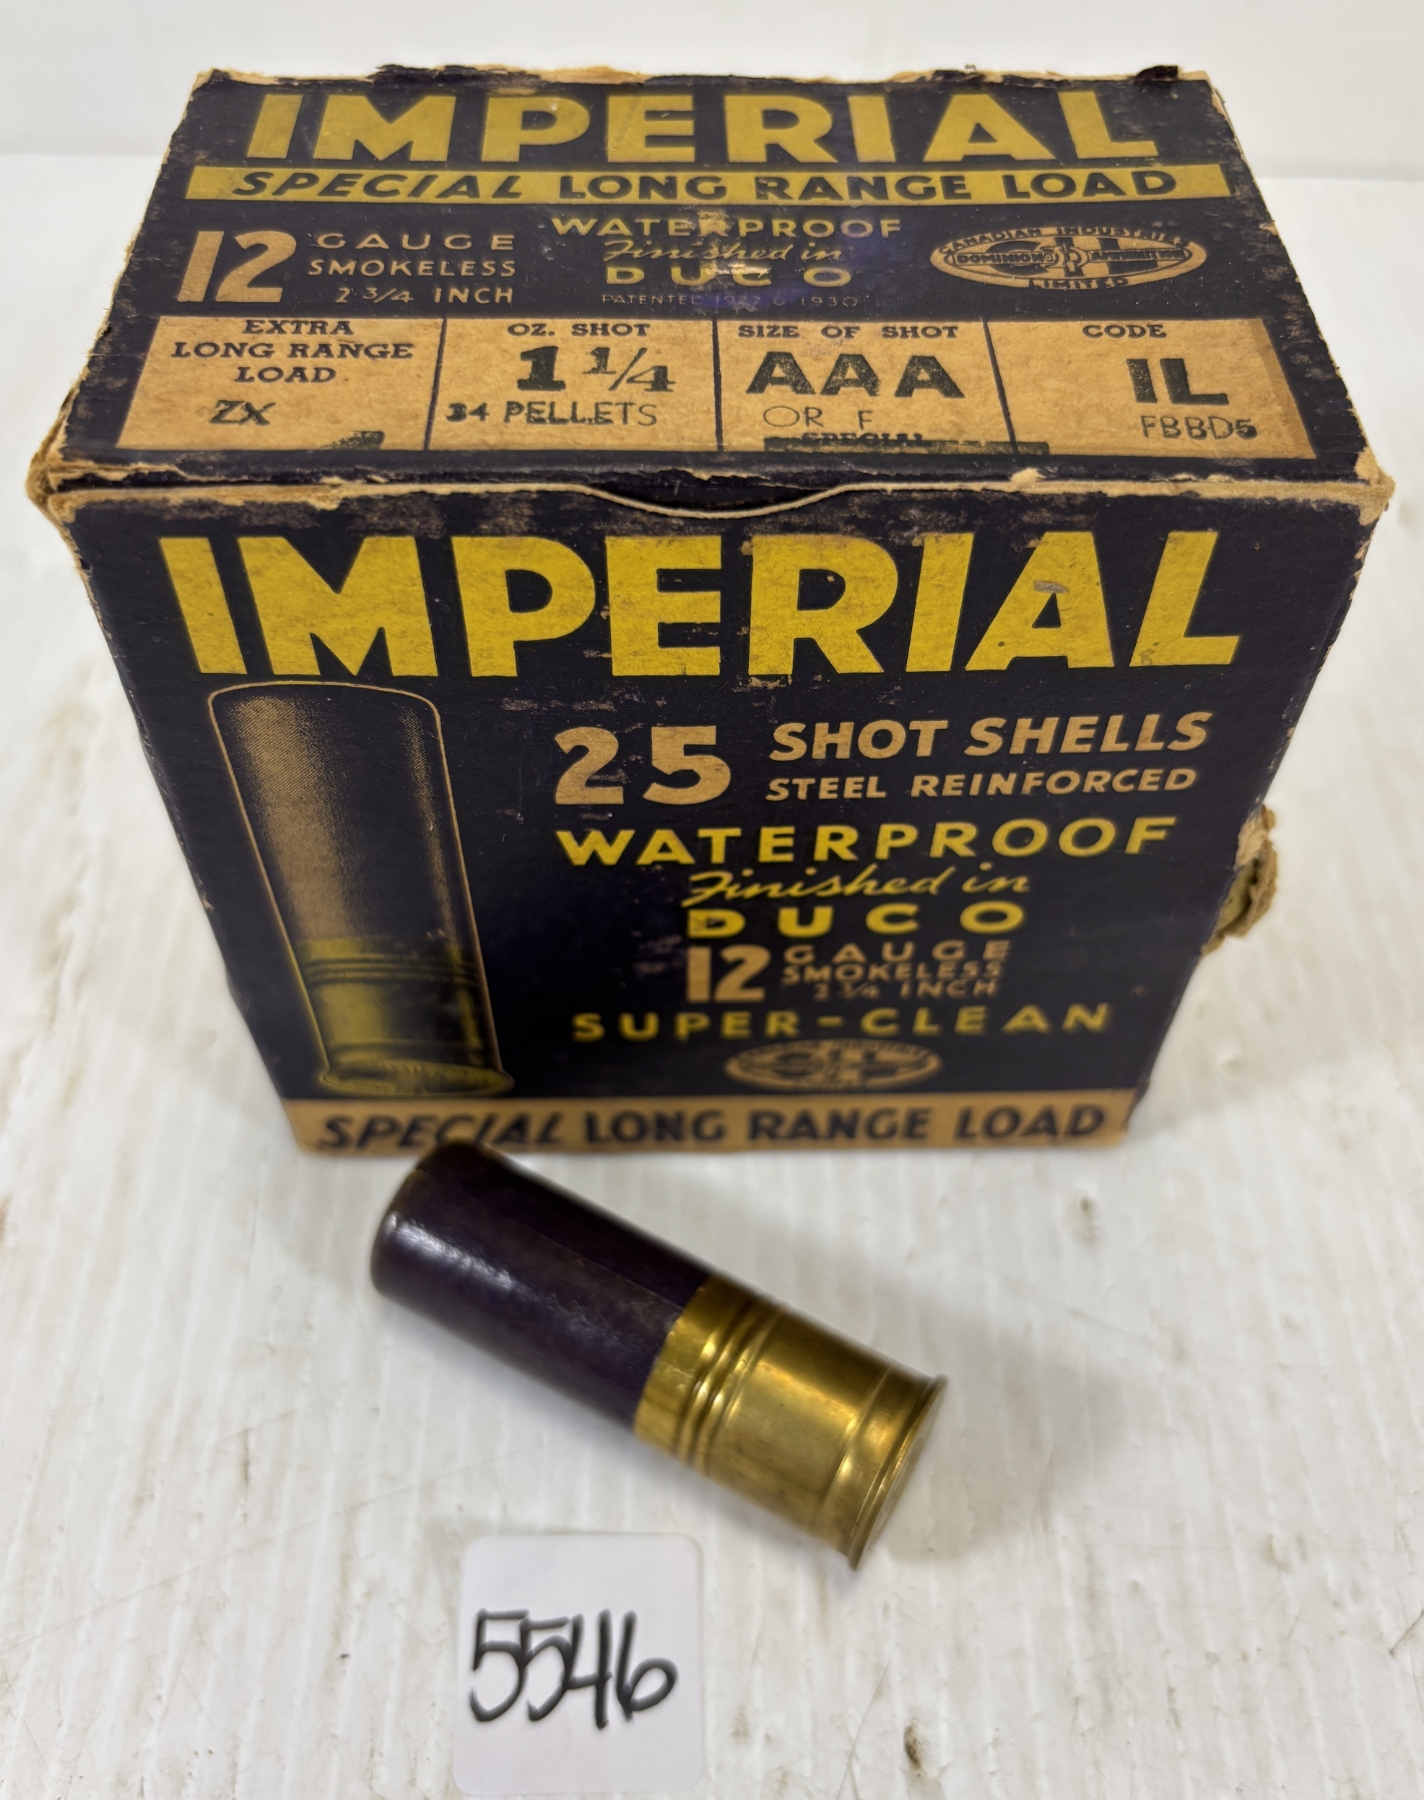 IMPERIAL
SPECIAL LONG RANGE LOAD
12 GAUGE
SMOKELESS
2 3/4 INCH
WATERPROOF
Finished in
DUCO
PATENTED 1927 & 1930
CANADIAN INDUSTRIES
DOMINION CIL AMMUNITION
LIMITED
EXTRA
LONG RANGE
LOAD
ZX
OZ. SHOT
1 1/4
34 PELLETS
SIZE OF SHOT
AAA
OR F
SPECIAL
CODE
IL
FBBD5
IMPERIAL
25 SHOT SHELLS
STEEL REINFORCED
WATERPROOF
Finished in
DUCO
12 GAUGE
SMOKELESS
2 3/4 INCH
SUPER-CLEAN
CIL
SPECIAL LONG RANGE LOAD
5546